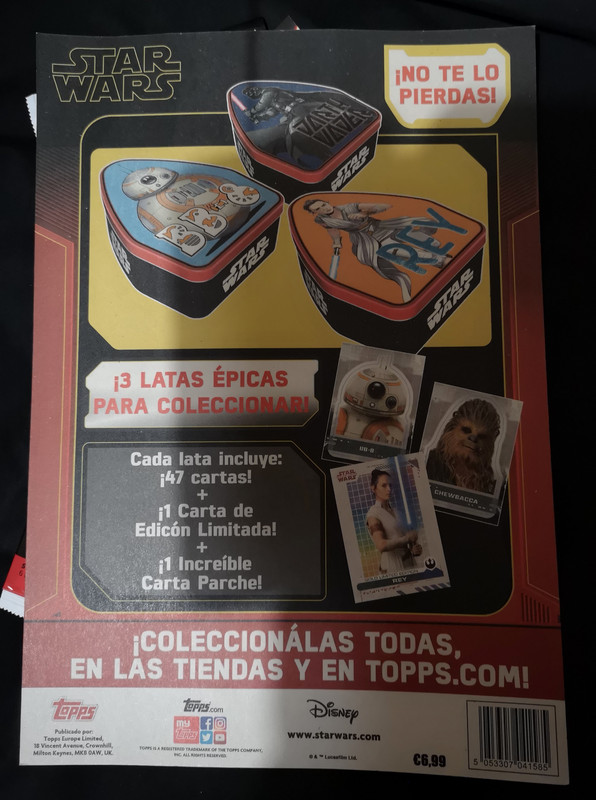 STAR
WARS
¡NO TE LO
PIERDAS!
DARTH
VADER
STAR
WARS
STAR
WARS
REY
STAR
WARS
¡3 LATAS ÉPICAS
PARA COLECCIONAR!
Cada lata incluye:
¡47 cartas!
+
¡1 Carta de
Edicón Limitada!
+
¡1 Increíble
Carta Parche!
BB-8
CHEWBACCA
STAR
WARS
REY
¡COLECCIONÁLAS TODAS,
EN LAS TIENDAS Y EN TOPPS.COM!
Topps
Publicado por:
Topps Europe Limited,
18 Vincent Avenue, Crownhill,
Milton Keynes, MK8 0AW, UK.
Topps.com
TOPPS IS A REGISTERED TRADEMARK OF THE TOPPS COMPANY,
INC. ALL RIGHTS RESERVED.
Disney
www.starwars.com
© & ™ Lucasfilm Ltd.
€6,99
5 053307 041585